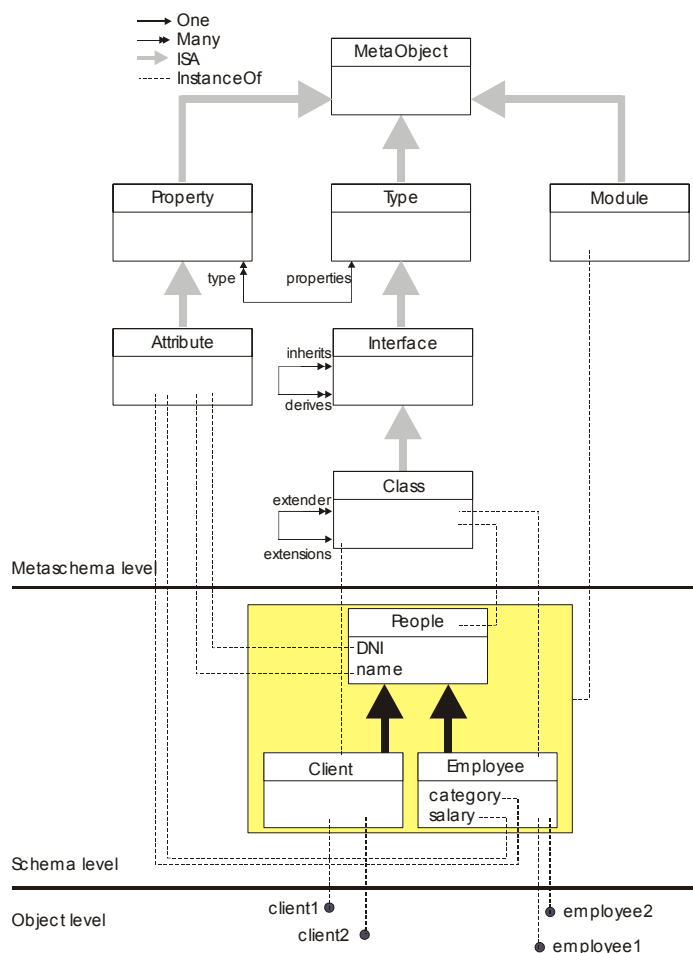 One
Many
ISA
InstanceOf
MetaObject
Property
Type
Module
type
properties
Attribute
Interface
inherits
derives
Class
extender
extensions
Metaschema level
People
DNI
name
Client
Employee
category
salary
Schema level
Object level
client1
client2
employee2
employee1